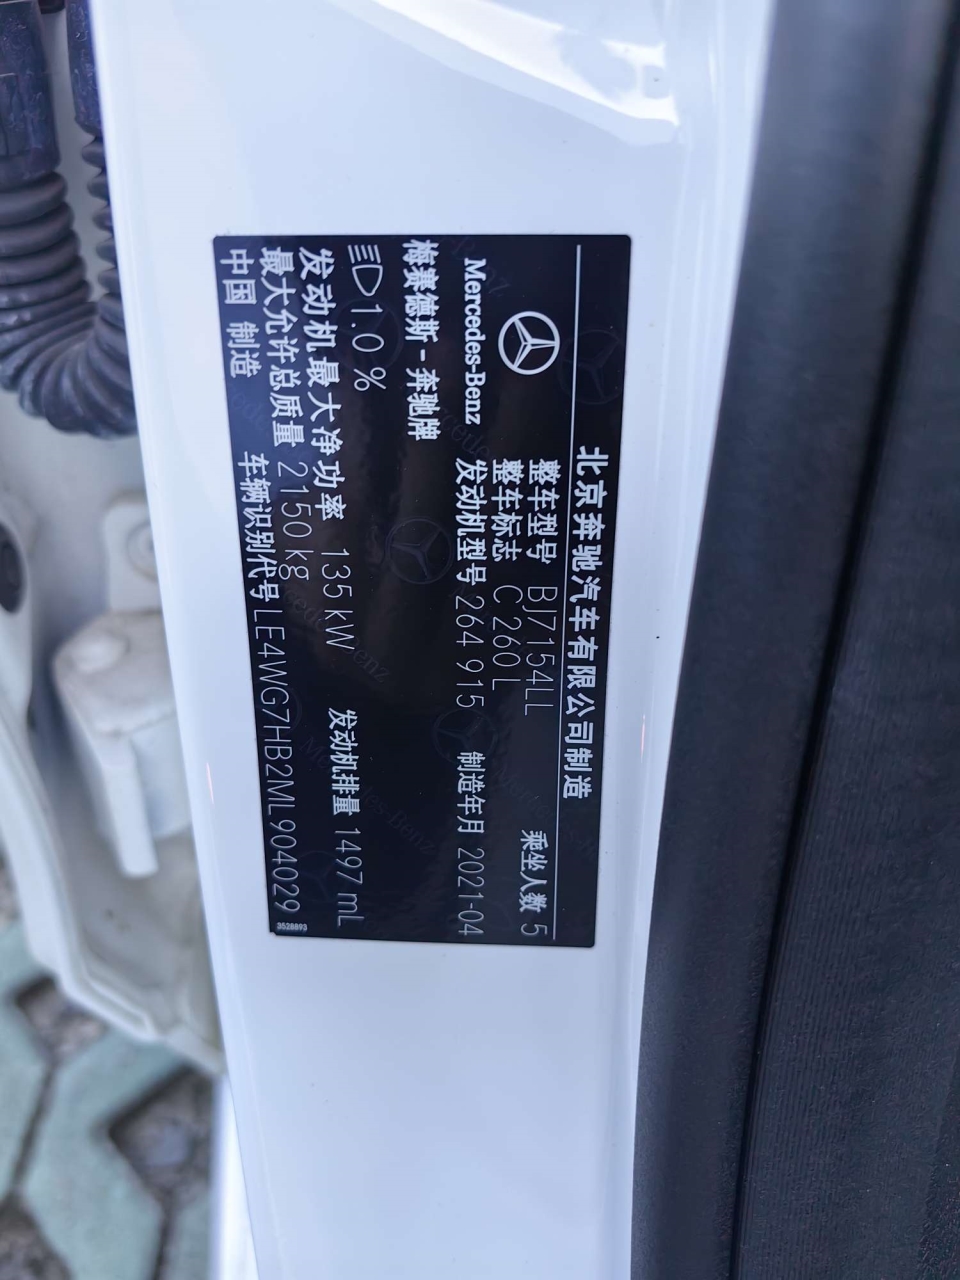 北京奔驰汽车有限公司制造
Mercedes-Benz
整车型号 BJ7154LL
乘坐人数 5
整车标志 C 260 L
发动机型号 264 915
制造年月 2021-04
梅赛德斯-奔驰牌
1.0 %
发动机最大净功率 135 kW
发动机排量 1497 mL
最大允许总质量 2150 kg
中国 制造
车辆识别代号 LE4WG7HB2ML904029
3528893